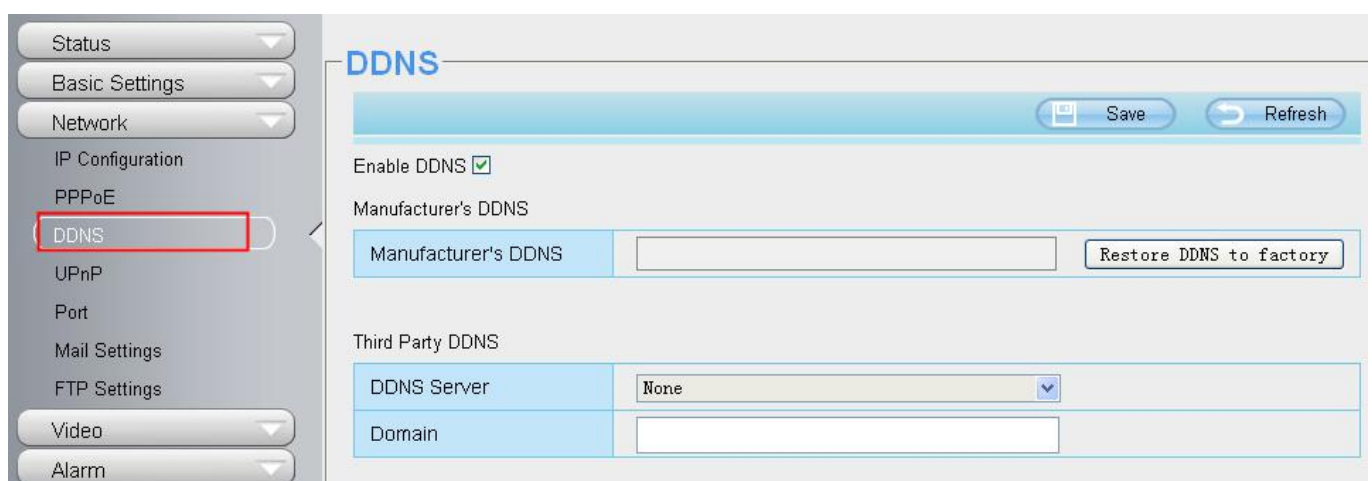 Status
Basic Settings
Network
IP Configuration
PPPoE
DDNS
UPnP
Port
Mail Settings
FTP Settings
Video
Alarm
DDNS
Save
Refresh
Enable DDNS
Manufacturer's DDNS
Manufacturer's DDNS
Restore DDNS to factory
Third Party DDNS
DDNS Server
None
Domain